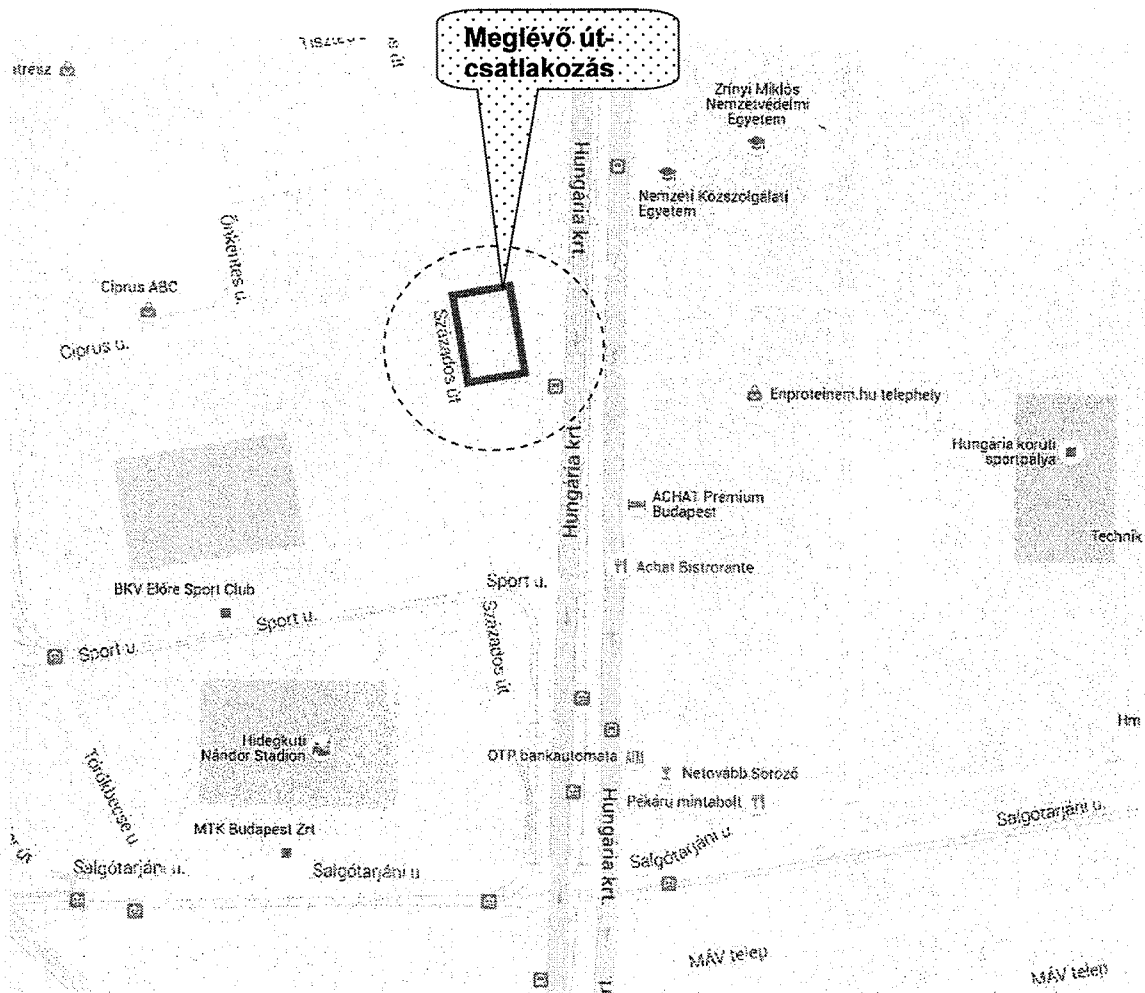 Meglévő út-
csatlakozás
Zrínyi Miklós
Nemzetvédelmi
Egyetem
Hungária krt.
Nemzeti Közszolgálati
Egyetem
Önkéntes u.
Ciprus ABC
Ciprus u.
Százados út
Enproteinem.hu telephely
Hungária körúti
sportpálya
Hungária krt.
ACHAT Premium
Budapest
Technik
Achat Bistrorante
BKV Előre Sport Club
Sport u.
Sport u.
Sport u.
Százados út
Hidegkuti
Nándor Stadion
Hm
OTP bankautomata
Netovább Söröző
Pékáru mintabolt
Törökbecse u.
Hungária krt.
MTK Budapest Zrt
Salgótarjáni u.
Salgótarjáni u.
Salgótarjáni u
Salgótarjáni u
MÁV telep
MÁV telep